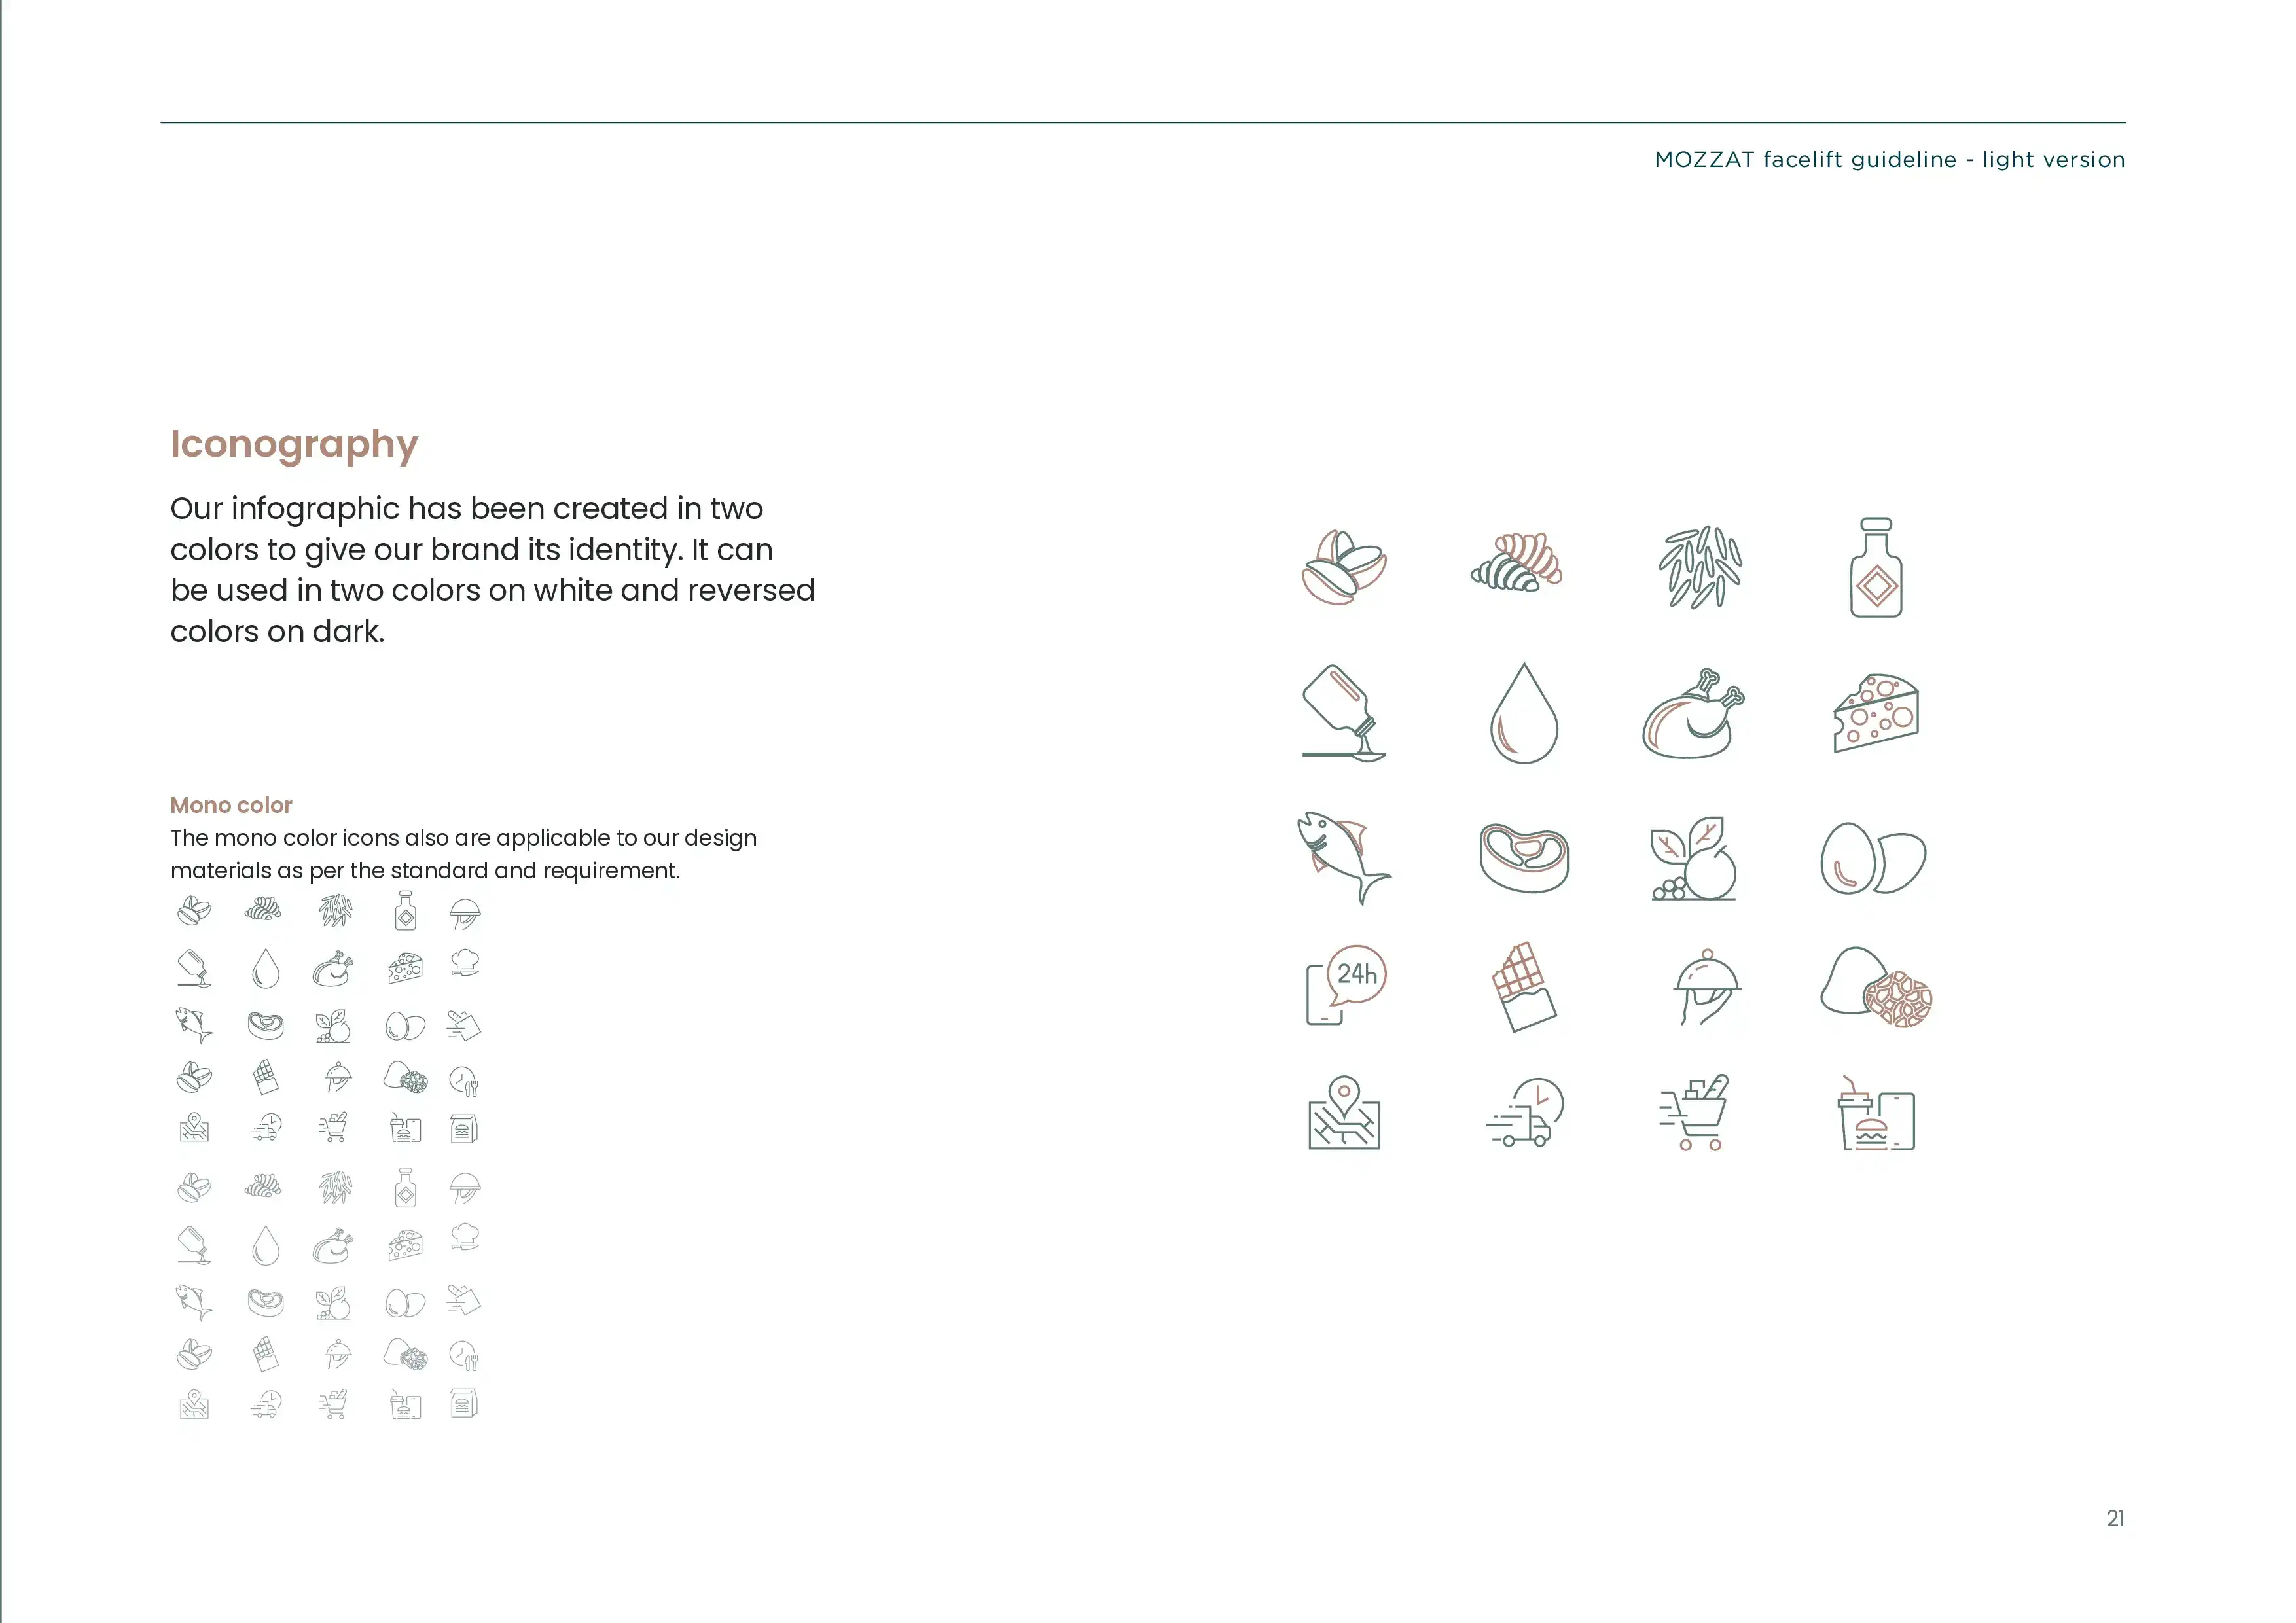 MOZZAT facelift guideline - light version
Iconography
Our infographic has been created in two
colors to give our brand its identity. It can
be used in two colors on white and reversed
colors on dark.
Mono color
The mono color icons also are applicable to our design
materials as per the standard and requirement.
24h
21